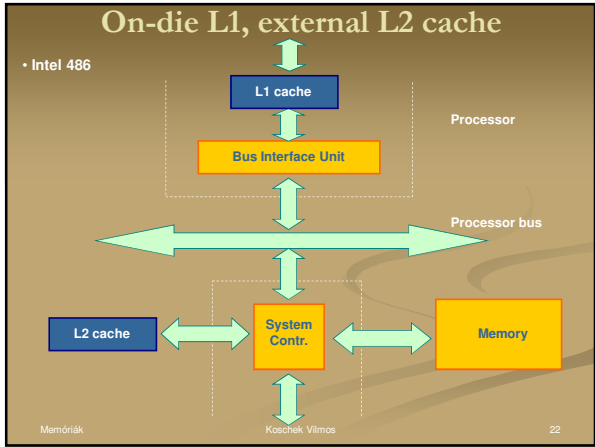 On-die L1, external L2 cache
• Intel 486
L1 cache
Processor
Bus Interface Unit
Processor bus
L2 cache
System
Contr.
Memory
Memóriák
Koschek Vilmos
22